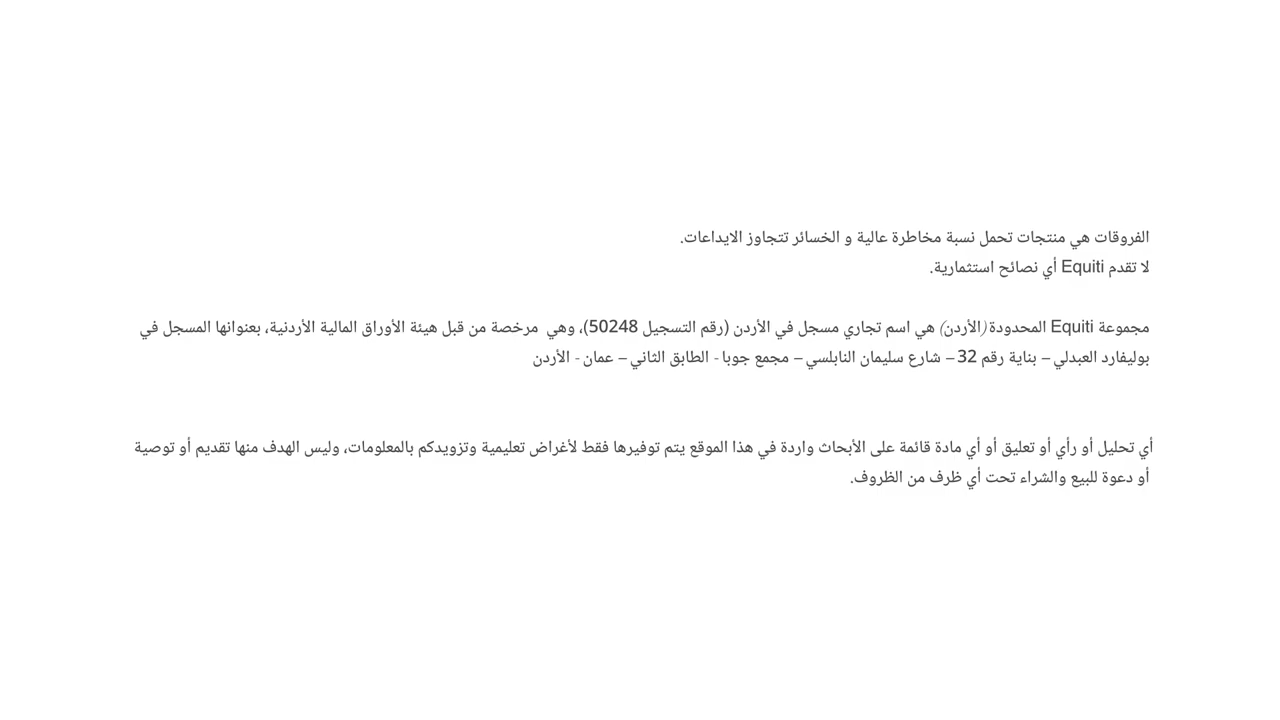 الفروقات هي منتجات تحمل نسبة مخاطرة عالية و الخسائر تتجاوز الايداعات.
لا تقدم Equiti أي نصائح استثمارية.
مجموعة Equiti المحدودة (الأردن) هي اسم تجاري مسجل في الأردن (رقم التسجيل 50248)، وهي مرخصة من قبل هيئة الأوراق المالية الأردنية، بعنوانها المسجل في
بوليفارد العبدلي – بناية رقم 32 – شارع سليمان النابلسي – مجمع جوبا - الطابق الثاني – عمان - الأردن
أي تحليل أو رأي أو تعليق أو أي مادة قائمة على الأبحاث واردة في هذا الموقع يتم توفيرها فقط لأغراض تعليمية وتزويدكم بالمعلومات، وليس الهدف منها تقديم أو توصية
أو دعوة للبيع والشراء تحت أي ظرف من الظروف.